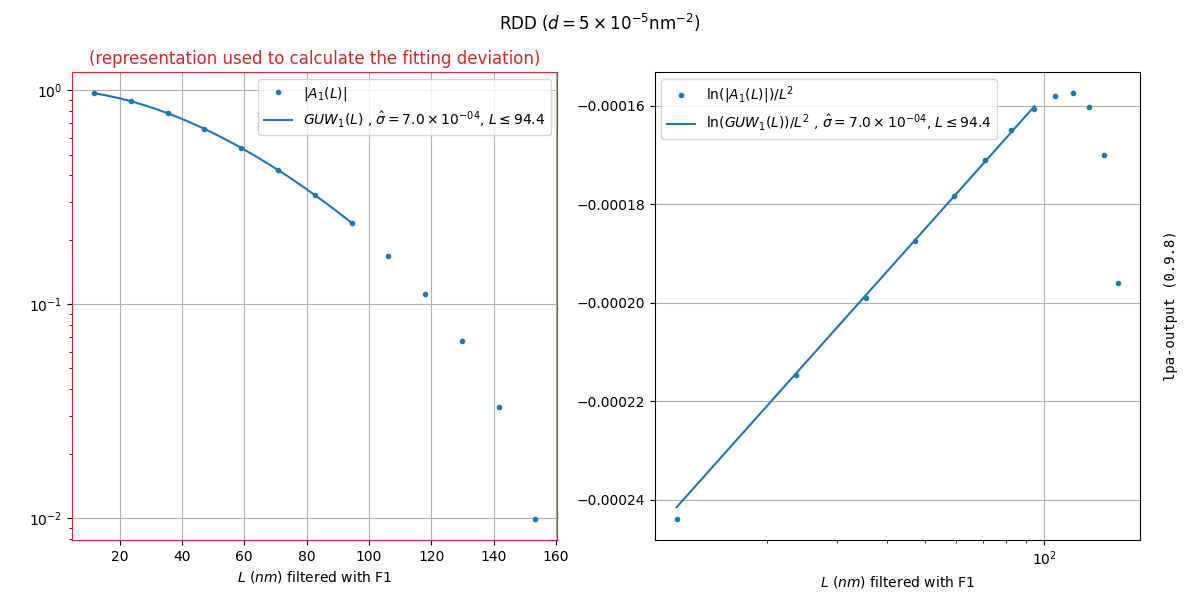 RDD (d = 5 × 10⁻⁵nm⁻²)
(representation used to calculate the fitting deviation)
|A₁(L)|
GUW₁(L) , σ̂ = 7.0 × 10⁻⁰⁴, L ≤ 94.4
10⁰
10⁻¹
10⁻²
20 40 60 80 100 120 140 160
L (nm) filtered with F1
ln(|A₁(L)|)/L²
ln(GUW₁(L))/L² , σ̂ = 7.0 × 10⁻⁰⁴, L ≤ 94.4
−0.00016
−0.00018
−0.00020
−0.00022
−0.00024
10²
L (nm) filtered with F1
lpa-output (0.9.8)